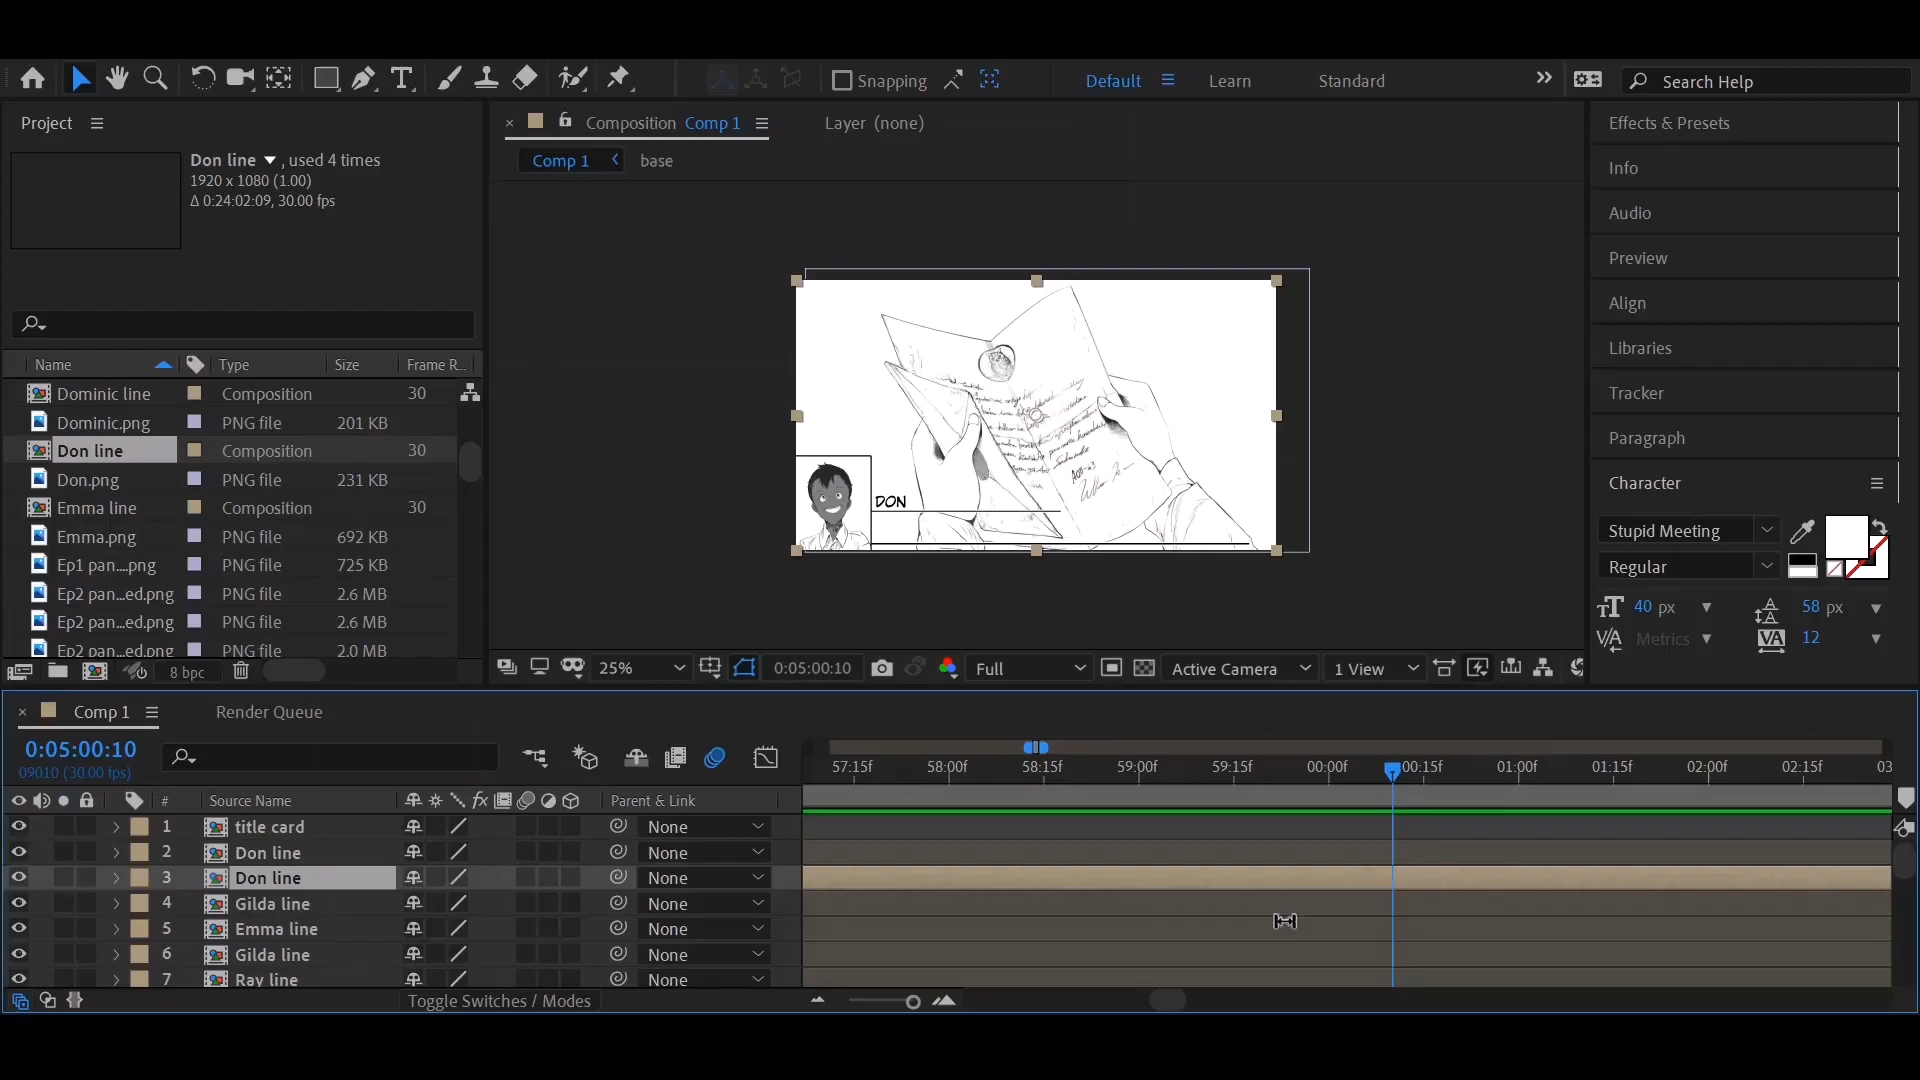 Snapping
Default
Learn
Standard
Search Help
Project
Don line , used 4 times
1920 x 1080 (1.00)
Δ 0:24:02:09, 30.00 fps
Name Type Size Frame R...
Dominic line Composition 30
Dominic.png PNG file 201 KB
Don line Composition 30
Don.png PNG file 231 KB
Emma line Composition 30
Emma.png PNG file 692 KB
Ep1 pan....png PNG file 725 KB
Ep2 pan...ed.png PNG file 2.6 MB
Ep2 pan...ed.png PNG file 2.6 MB
Ep2 pan...ed.png PNG file 2.0 MB
8 bpc
Composition Comp 1
Layer (none)
Comp 1 base
DON
25%
0:05:00:10
Full
Active Camera
1 View
Effects & Presets
Info
Audio
Preview
Align
Libraries
Tracker
Paragraph
Character
Stupid Meeting
Regular
40 px
58 px
Metrics
12
Comp 1
Render Queue
0:05:00:10
09010 (30.00 fps)
57:15f 58:00f 58:15f 59:00f 59:15f 00:00f 00:15f 01:00f 01:15f 02:00f 02:15f 03
# Source Name fx Parent & Link
1 title card None
2 Don line None
3 Don line None
4 Gilda line None
5 Emma line None
6 Gilda line None
7 Ray line None
Toggle Switches / Modes